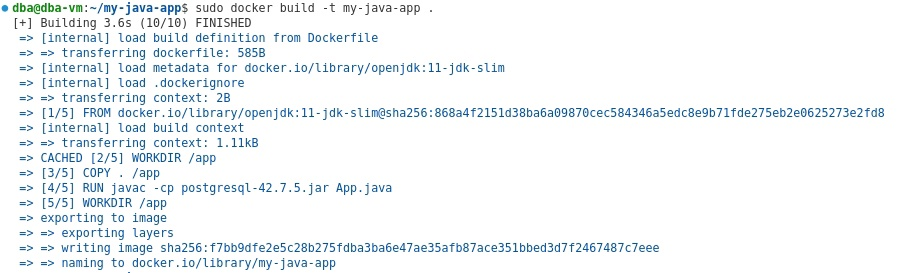 dba@dba-vm:~/my-java-app$ sudo docker build -t my-java-app .
[+] Building 3.6s (10/10) FINISHED
=> [internal] load build definition from Dockerfile
=> => transferring dockerfile: 585B
=> [internal] load metadata for docker.io/library/openjdk:11-jdk-slim
=> [internal] load .dockerignore
=> => transferring context: 2B
=> [1/5] FROM docker.io/library/openjdk:11-jdk-slim@sha256:868a4f2151d38ba6a09870cec584346a5edc8e9b71fde275eb2e0625273e2fd8
=> [internal] load build context
=> => transferring context: 1.11kB
=> CACHED [2/5] WORKDIR /app
=> [3/5] COPY . /app
=> [4/5] RUN javac -cp postgresql-42.7.5.jar App.java
=> [5/5] WORKDIR /app
=> exporting to image
=> => exporting layers
=> => writing image sha256:f7bb9dfe2e5c28b275fdba3ba6e47ae35afb87ace351bbed3d7f2467487c7eee
=> => naming to docker.io/library/my-java-app